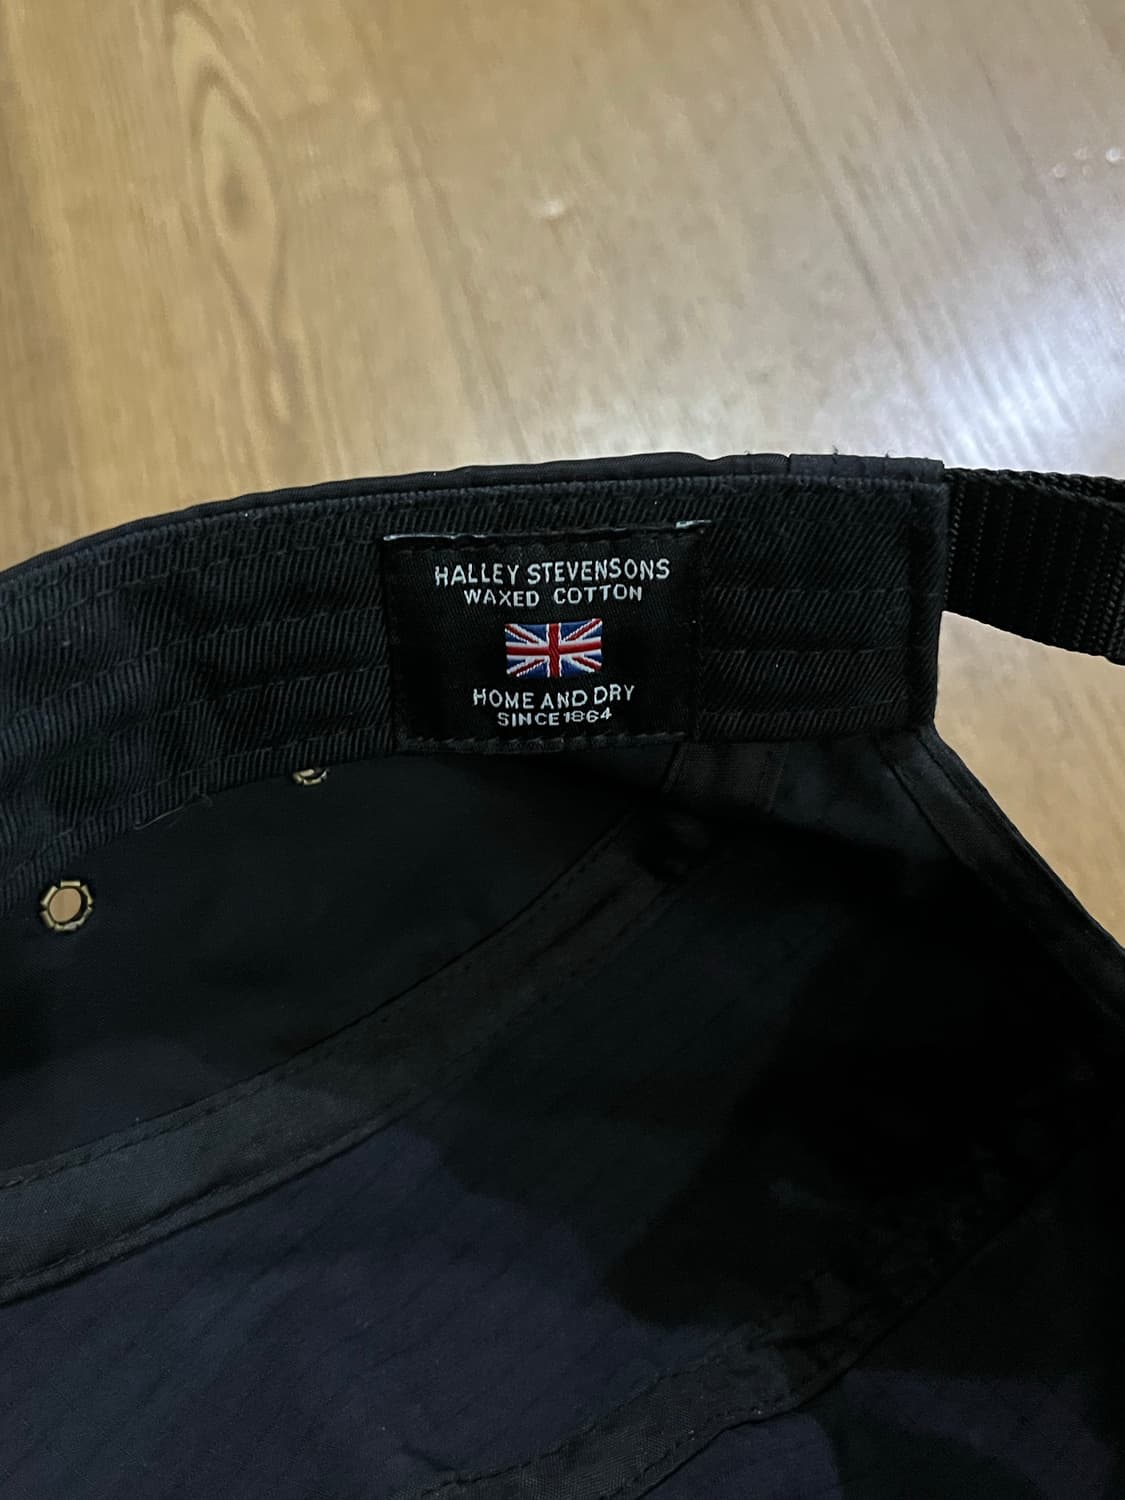 HALLEY STEVENSONS
WAXED COTTON
HOME AND DRY
SINCE 1864